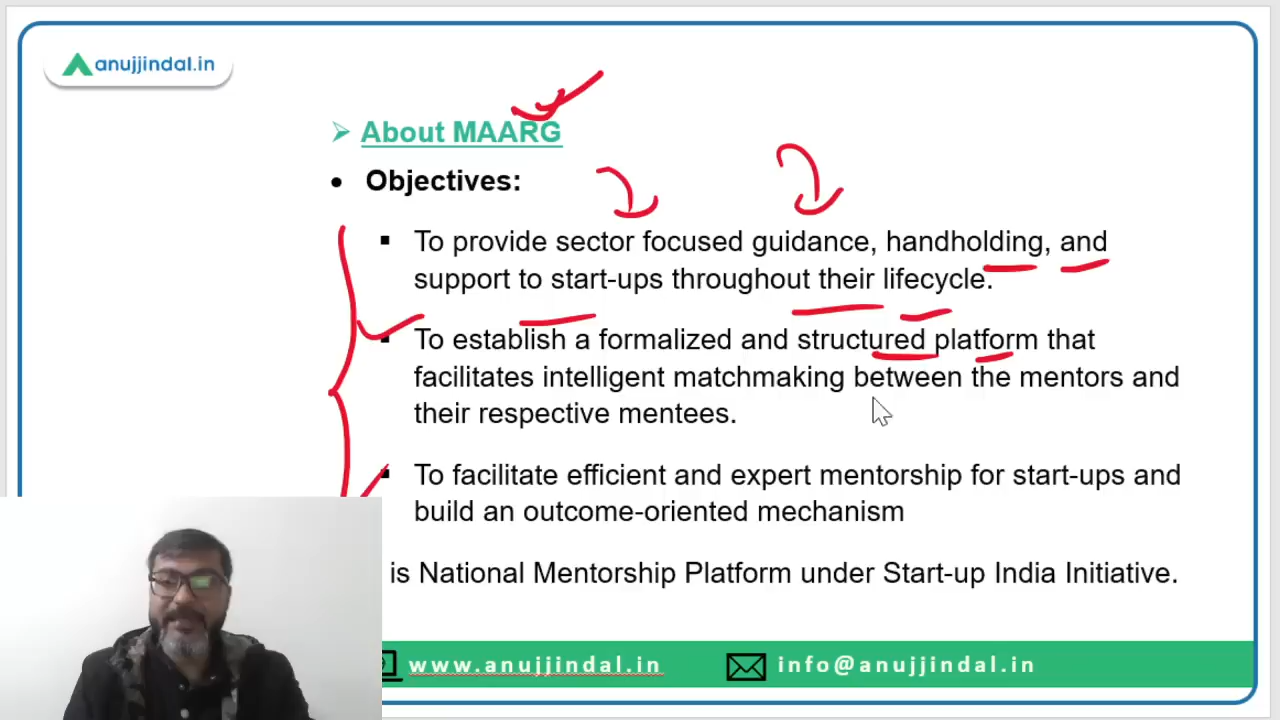 anujjindal.in
About MAARG
Objectives:
To provide sector focused guidance, handholding, and
support to start-ups throughout their lifecycle.
To establish a formalized and structured platform that
facilitates intelligent matchmaking between the mentors and
their respective mentees.
To facilitate efficient and expert mentorship for start-ups and
build an outcome-oriented mechanism
is National Mentorship Platform under Start-up India Initiative.
www.anujjindal.in
info@anujjindal.in